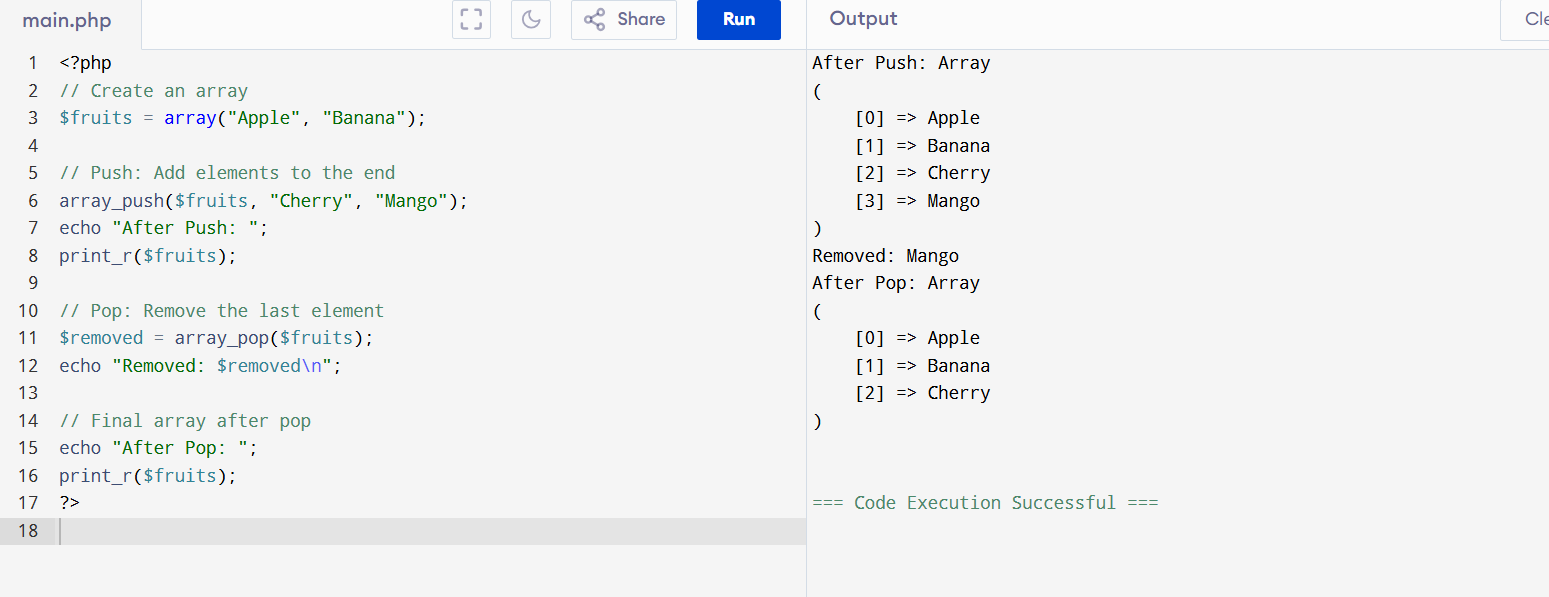 main.php
Share
Run
Output
1 <?php
2 // Create an array
3 $fruits = array("Apple", "Banana");
4
5 // Push: Add elements to the end
6 array_push($fruits, "Cherry", "Mango");
7 echo "After Push: ";
8 print_r($fruits);
9
10 // Pop: Remove the last element
11 $removed = array_pop($fruits);
12 echo "Removed: $removed\n";
13
14 // Final array after pop
15 echo "After Pop: ";
16 print_r($fruits);
17 ?>
18
After Push: Array
(
    [0] => Apple
    [1] => Banana
    [2] => Cherry
    [3] => Mango
)
Removed: Mango
After Pop: Array
(
    [0] => Apple
    [1] => Banana
    [2] => Cherry
)
=== Code Execution Successful ===